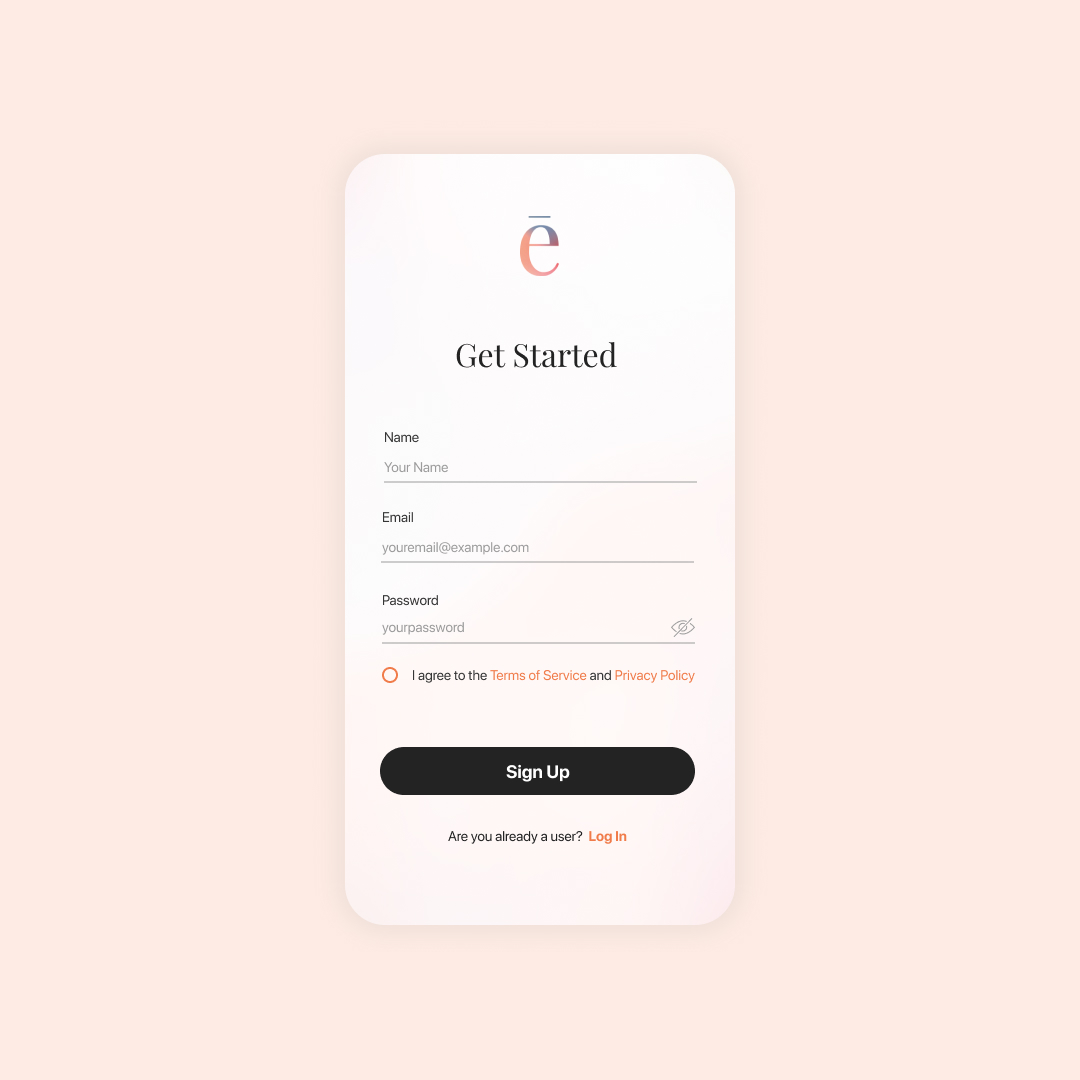 ē
Get Started
Name
Your Name
Email
youremail@example.com
Password
yourpassword
I agree to the Terms of Service and Privacy Policy
Sign Up
Are you already a user? Log In